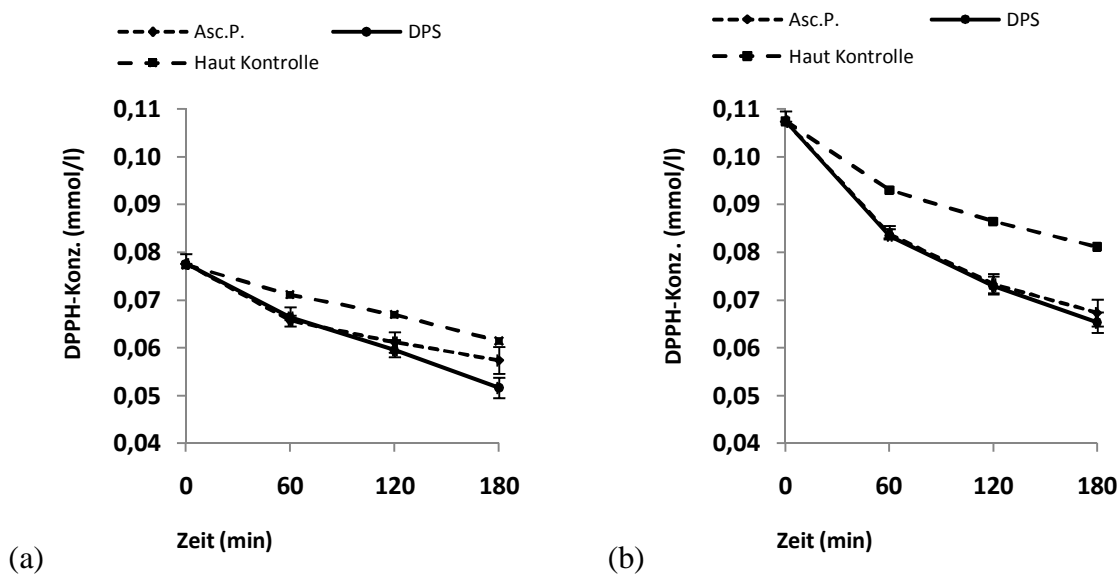 Asc.P. DPS
Haut Kontrolle
0,11
0,10
0,09
0,08
0,07
0,06
0,05
0,04
DPPH-Konz. (mmol/l)
0 60 120 180
Zeit (min)
(a)
Asc.P. DPS
Haut Kontrolle
0,11
0,10
0,09
0,08
0,07
0,06
0,05
0,04
DPPH-Konz. (mmol/l)
0 60 120 180
Zeit (min)
(b)